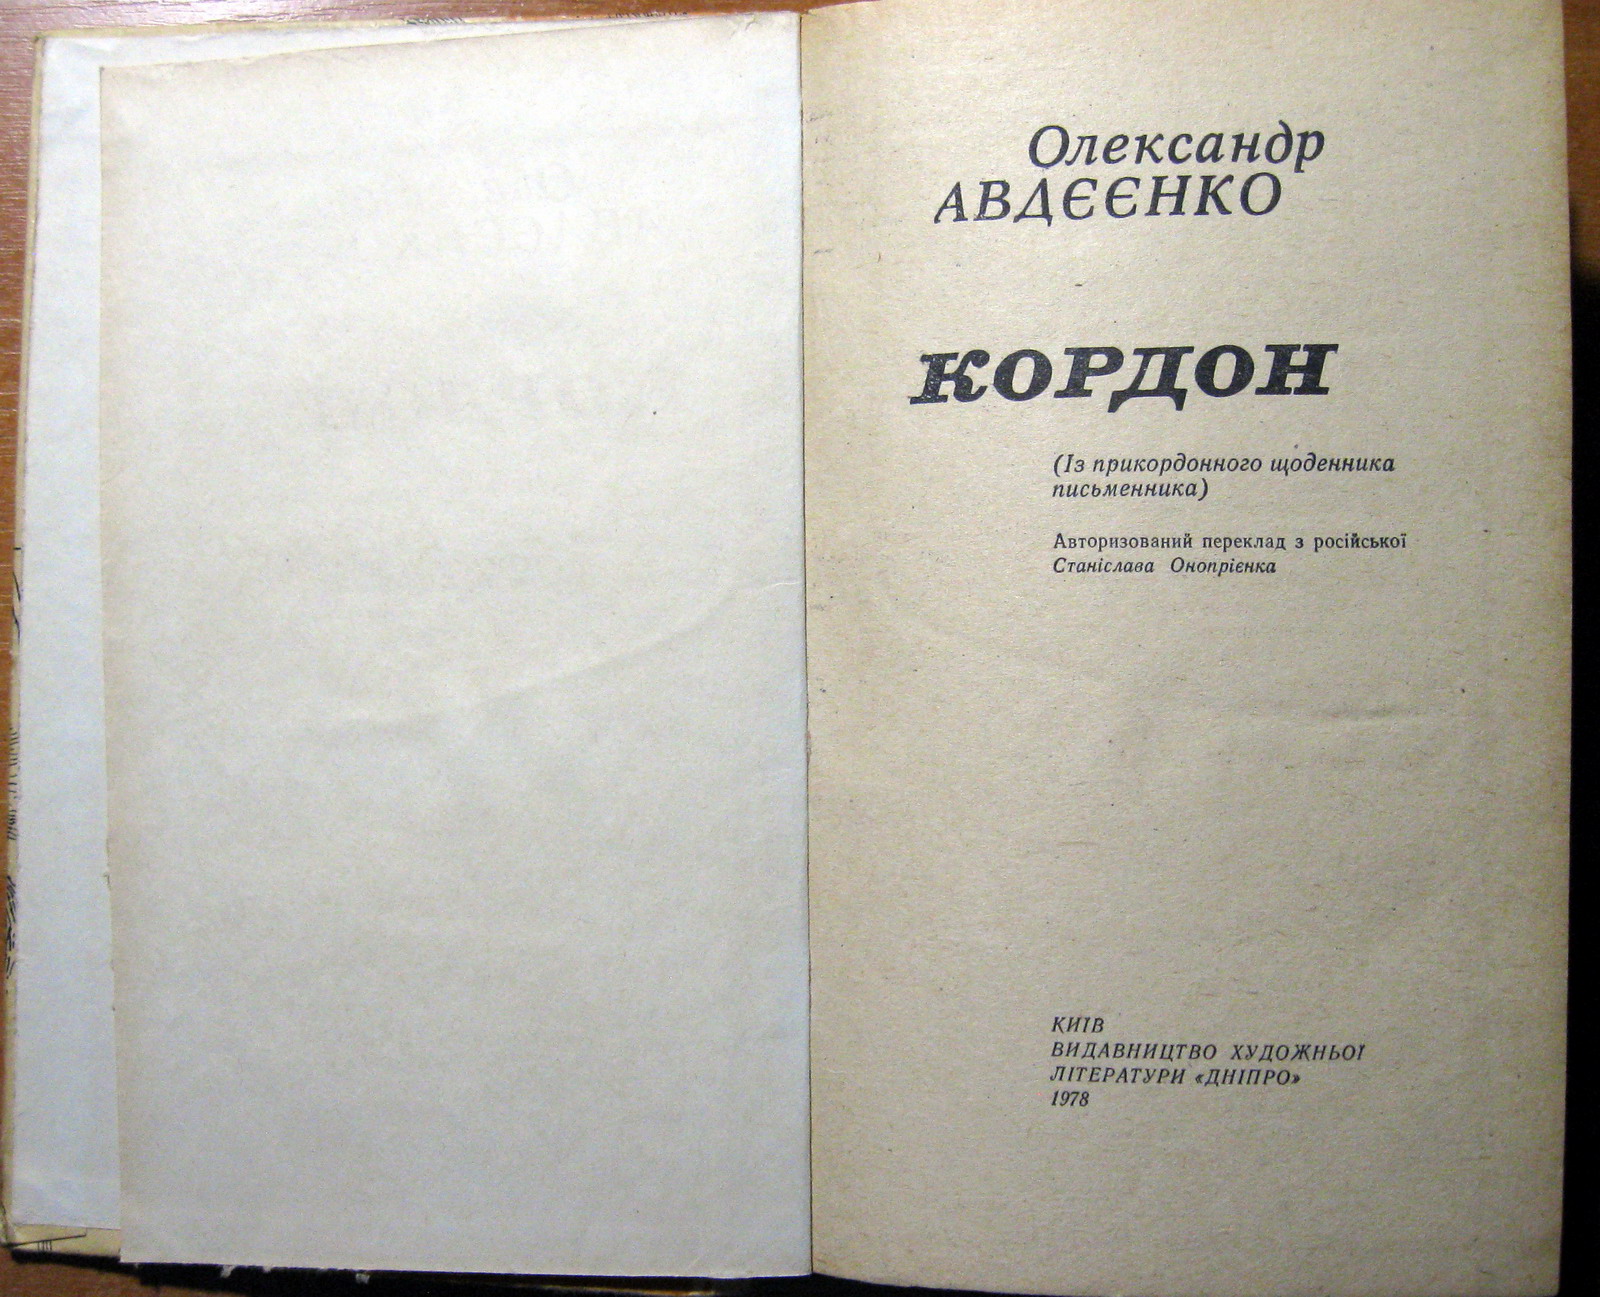 Олександр
АВДЄЄНКО
КОРДОН
(Із прикордонного щоденника
письменника)
Авторизований переклад з російської
Станіслава Онопрієнка
КИЇВ
ВИДАВНИЦТВО ХУДОЖНЬОЇ
ЛІТЕРАТУРИ «ДНІПРО»
1978